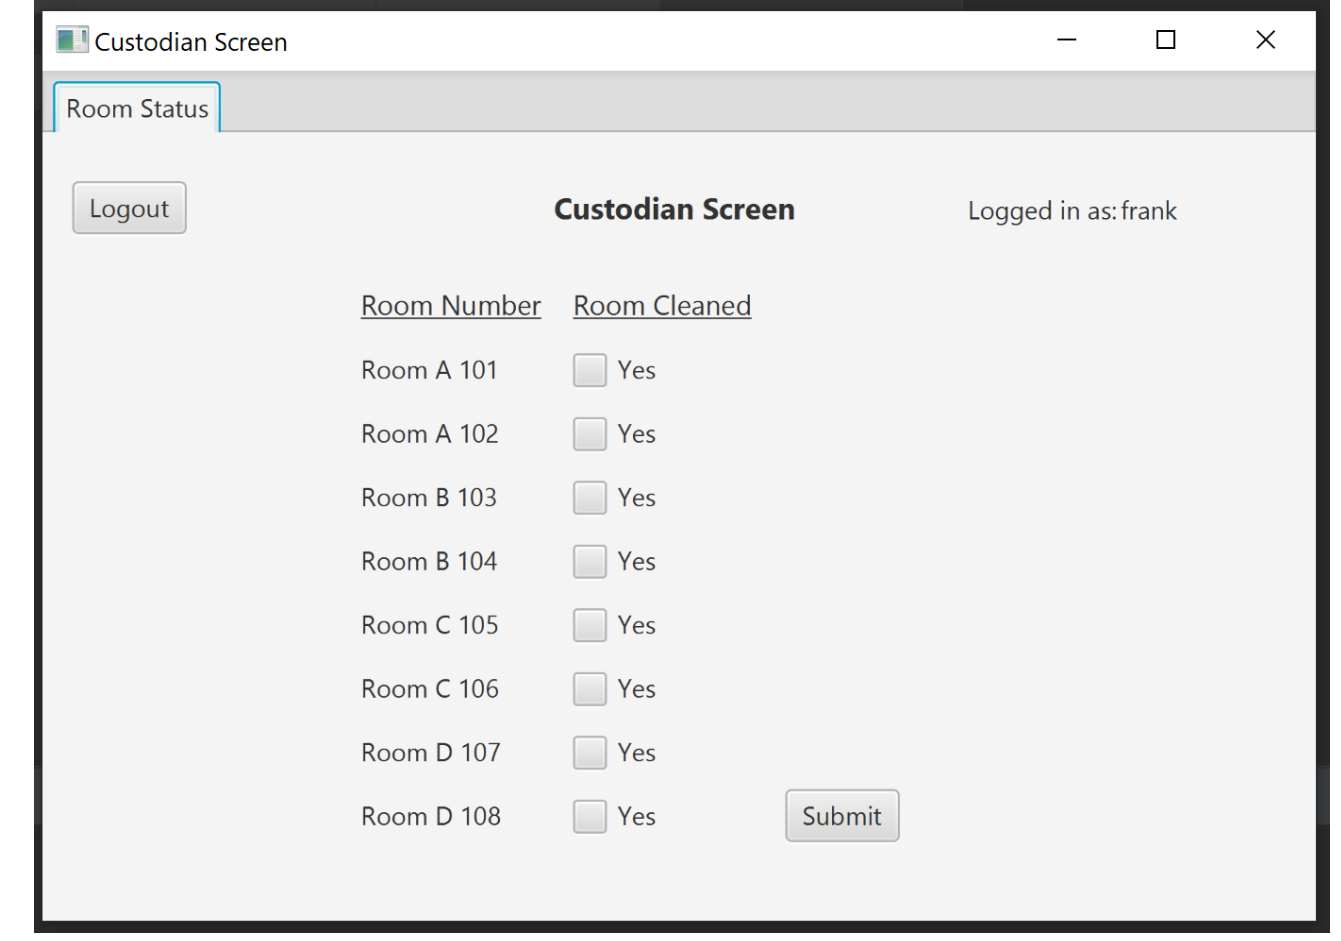 Custodian Screen
Room Status
Logout
Custodian Screen
Logged in as: frank
Room Number Room Cleaned
Room A 101 Yes
Room A 102 Yes
Room B 103 Yes
Room B 104 Yes
Room C 105 Yes
Room C 106 Yes
Room D 107 Yes
Room D 108 Yes Submit